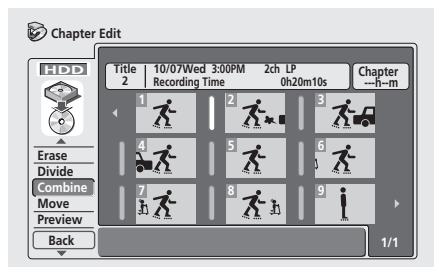 Chapter Edit
HDD
Title 2
10/07Wed 3:00PM 2ch LP
Recording Time 0h20m10s
Chapter
---h--m
1 2 3
4 5 6
7 8 9
Erase
Divide
Combine
Move
Preview
Back
1/1